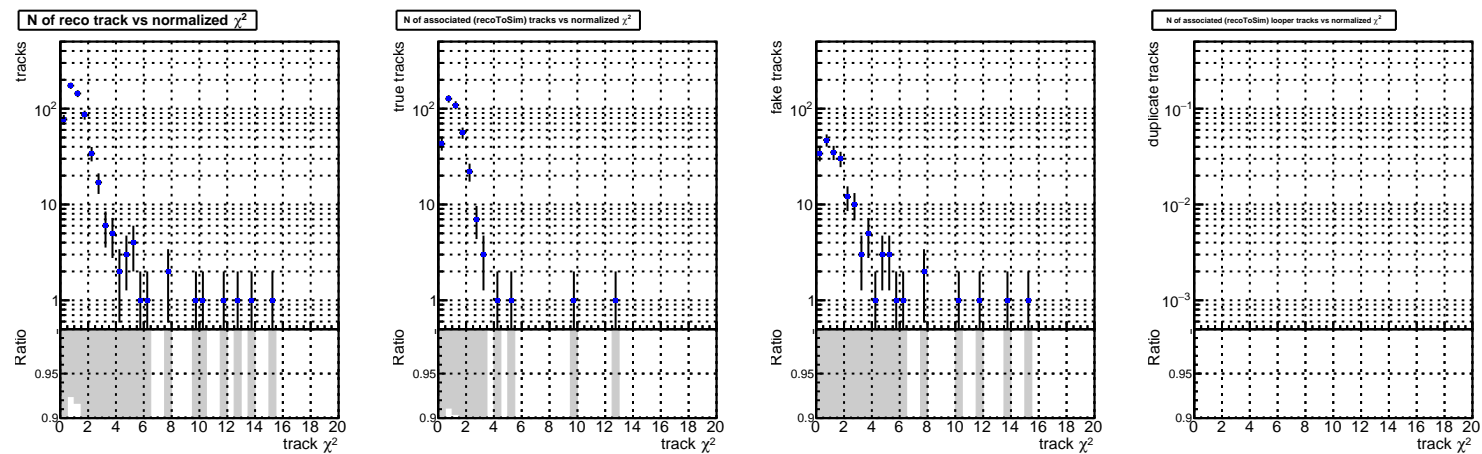 N of reco track vs normalized χ²
tracks
10²
10
1
Ratio
1
0.95
0.9
0 2 4 6 8 10 12 14 16 18 20
track χ²
N of associated (recoToSim) tracks vs normalized χ²
true tracks
10²
10
1
Ratio
1
0.95
0.9
0 2 4 6 8 10 12 14 16 18 20
track χ²
fake tracks
10²
10
1
Ratio
1
0.95
0.9
0 2 4 6 8 10 12 14 16 18 20
track χ²
N of associated (recoToSim) looper tracks vs normalized χ²
duplicate tracks
10⁻¹
10⁻²
10⁻³
Ratio
1
0.95
0.9
0 2 4 6 8 10 12 14 16 18 20
track χ²